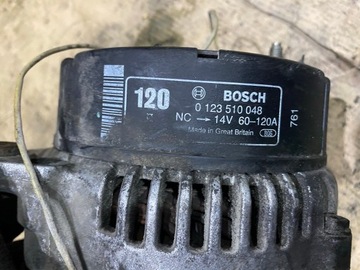 120
BOSCH
0 123 510 048
NC → 14V 60–120A
Made in Great Britain
761